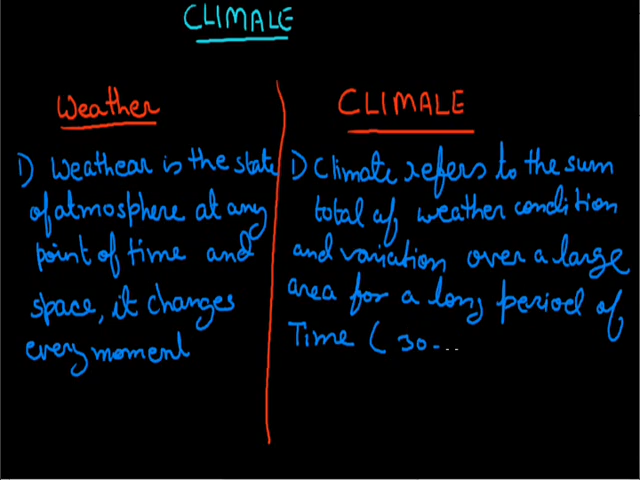 CLIMALE
Weather
1) Weathear is the state
of atmosphere at any
point of time and
space, it changes
every moment
CLIMALE
1) Climate refers to the sum
total of weather condition
and variation over a large
area for a long period of
Time ( 30 - --